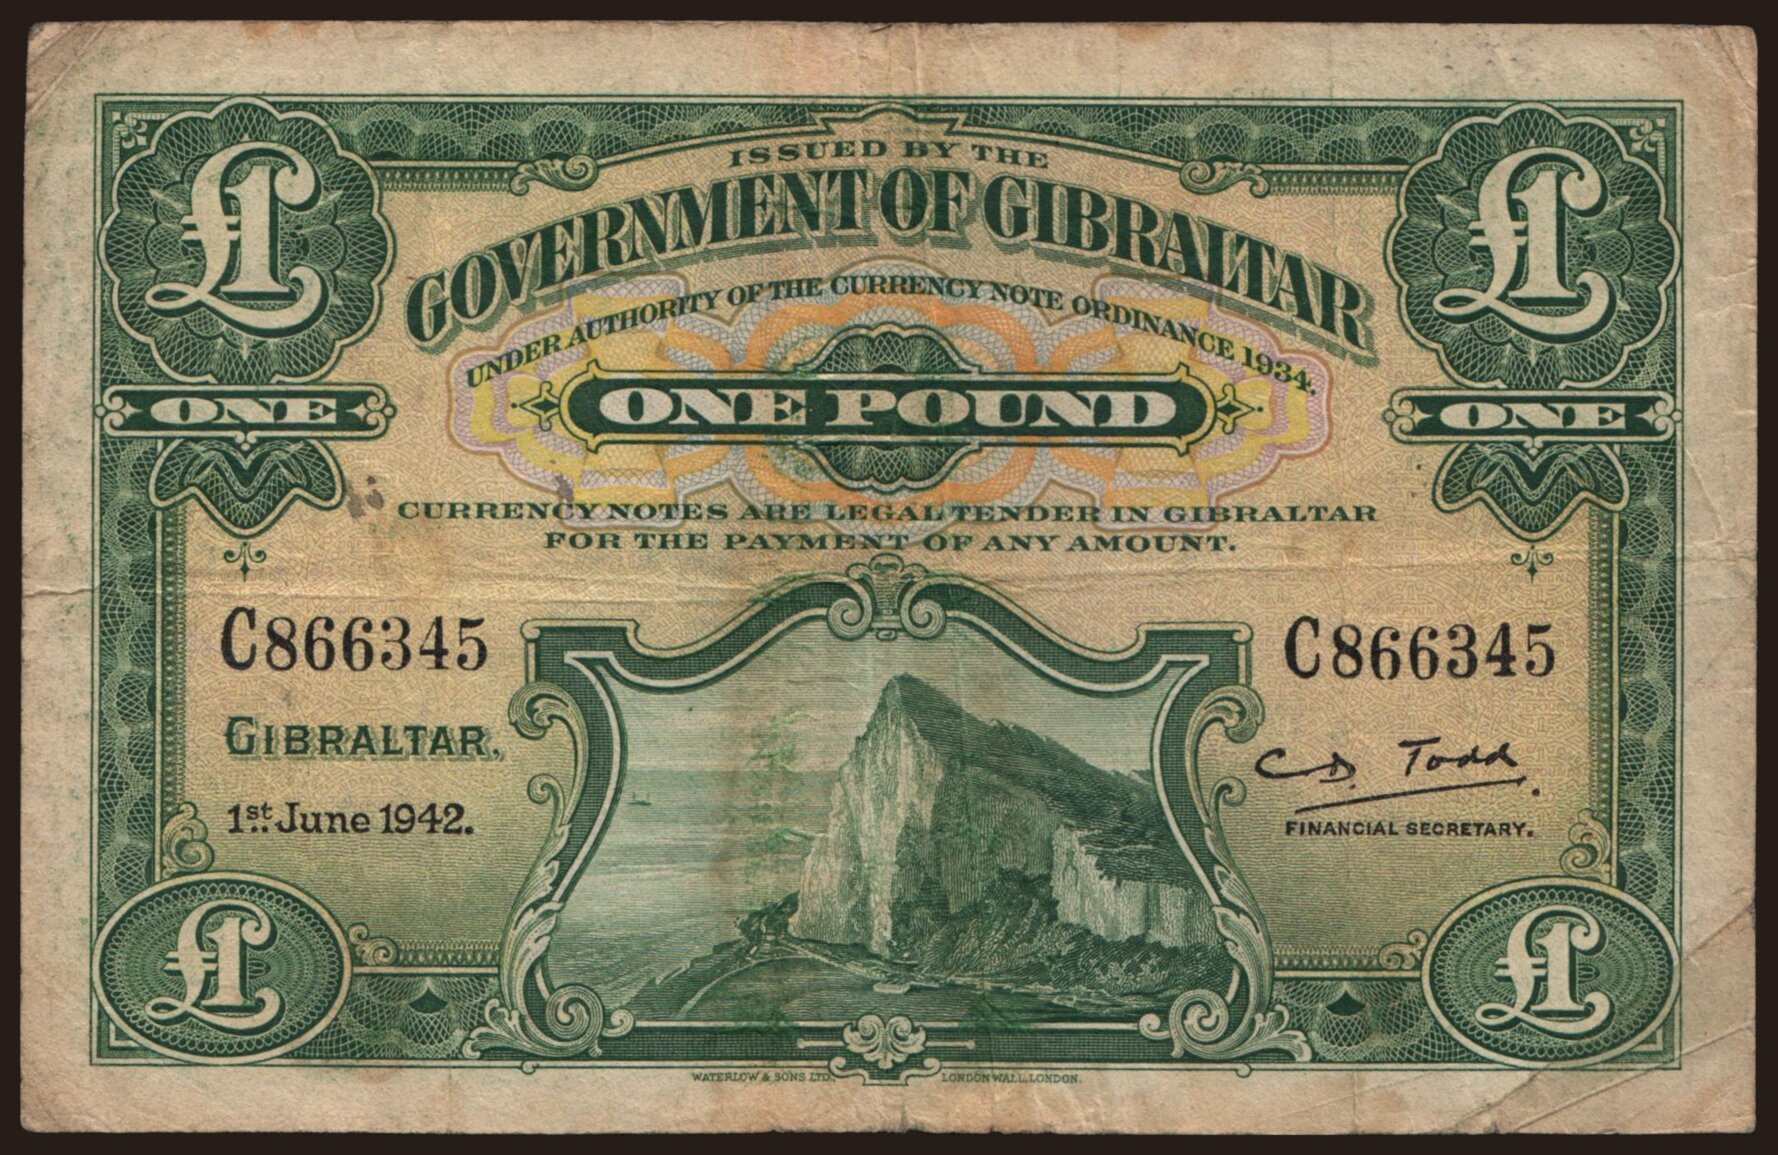 ISSUED BY THE
GOVERNMENT OF GIBRALTAR
UNDER AUTHORITY OF THE CURRENCY NOTE ORDINANCE 1934.
£1
£1
ONE
ONE POUND
ONE
CURRENCY NOTES ARE LEGAL TENDER IN GIBRALTAR
FOR THE PAYMENT OF ANY AMOUNT.
C866345
C866345
GIBRALTAR,
1st. June 1942.
C D. Todd.
FINANCIAL SECRETARY.
£1
£1
WATERLOW & SONS LTD., LONDON WALL, LONDON.